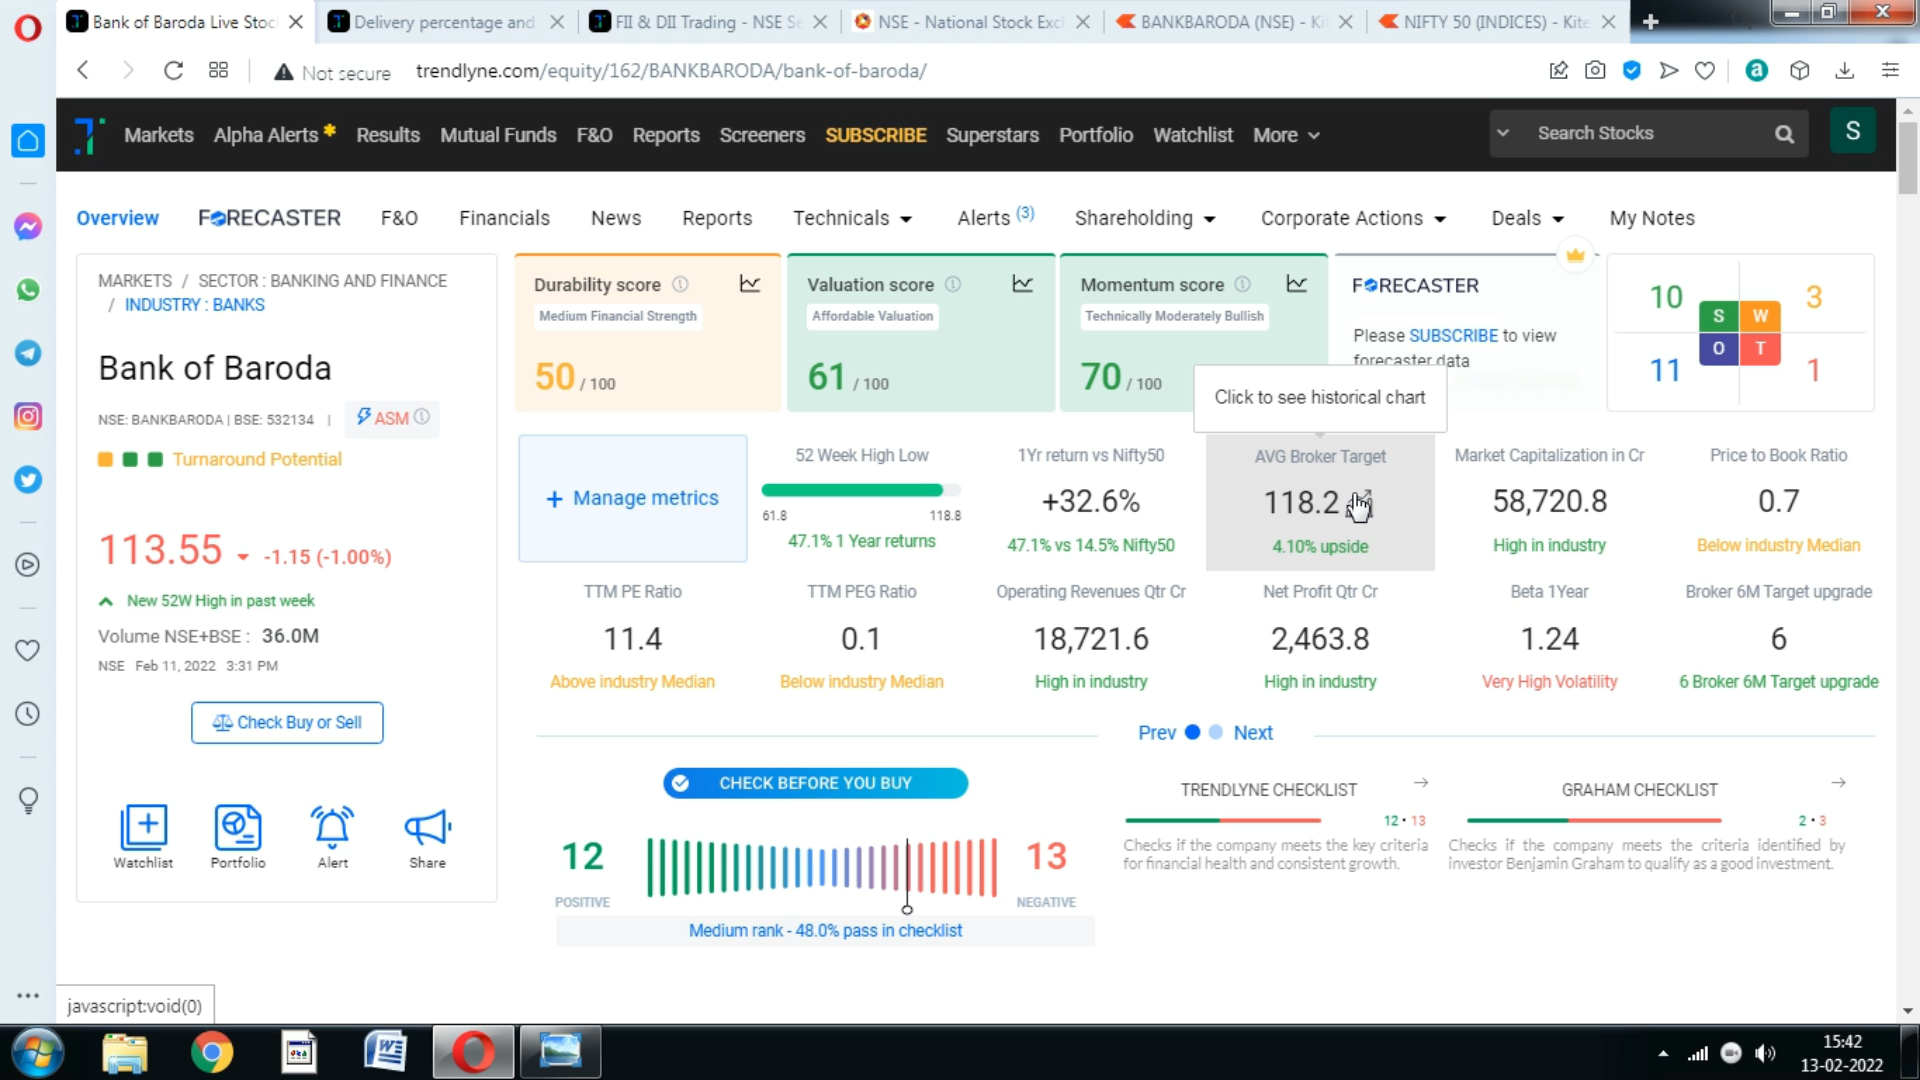 Bank of Baroda Live Stoc
Delivery percentage and
FII & DII Trading - NSE Se
NSE - National Stock Excl
BANKBARODA (NSE) - Kit
NIFTY 50 (INDICES) - Kite
Not secure
trendlyne.com/equity/162/BANKBARODA/bank-of-baroda/
Markets Alpha Alerts Results Mutual Funds F&O Reports Screeners SUBSCRIBE Superstars Portfolio Watchlist More
Search Stocks
S
Overview FORECASTER F&O Financials News Reports Technicals Alerts (3) Shareholding Corporate Actions Deals My Notes
MARKETS / SECTOR : BANKING AND FINANCE
/ INDUSTRY : BANKS
Bank of Baroda
NSE: BANKBARODA | BSE: 532134 | ASM
Turnaround Potential
113.55 -1.15 (-1.00%)
New 52W High in past week
Volume NSE+BSE : 36.0M
NSE Feb 11, 2022 3:31 PM
Check Buy or Sell
Watchlist Portfolio Alert Share
Durability score
Medium Financial Strength
50 / 100
Valuation score
Affordable Valuation
61 / 100
Momentum score
Technically Moderately Bullish
70 / 100
FORECASTER
Please SUBSCRIBE to view
forecaster data
10 3
S W
O T
11 1
Click to see historical chart
Manage metrics
52 Week High Low
61.8 118.8
47.1% 1 Year returns
1Yr return vs Nifty50
+32.6%
47.1% vs 14.5% Nifty50
AVG Broker Target
118.2
4.10% upside
Market Capitalization in Cr
58,720.8
High in industry
Price to Book Ratio
0.7
Below industry Median
TTM PE Ratio
11.4
Above industry Median
TTM PEG Ratio
0.1
Below industry Median
Operating Revenues Qtr Cr
18,721.6
High in industry
Net Profit Qtr Cr
2,463.8
High in industry
Beta 1Year
1.24
Very High Volatility
Broker 6M Target upgrade
6
6 Broker 6M Target upgrade
Prev Next
CHECK BEFORE YOU BUY
12 13
POSITIVE NEGATIVE
Medium rank - 48.0% pass in checklist
TRENDLYNE CHECKLIST
12 • 13
Checks if the company meets the key criteria
for financial health and consistent growth.
GRAHAM CHECKLIST
2 • 3
Checks if the company meets the criteria identified by
investor Benjamin Graham to qualify as a good investment.
javascript:void(0)
15:42
13-02-2022